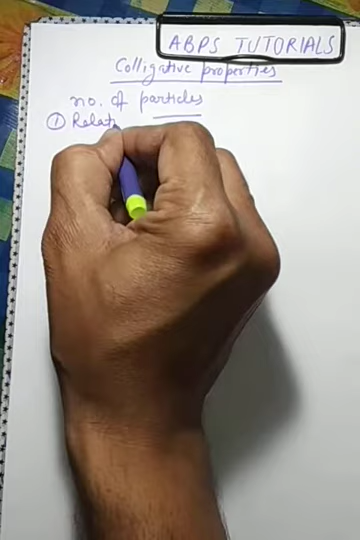 ABPS TUTORIALS
Colligative properties
no. of particles
① Relat